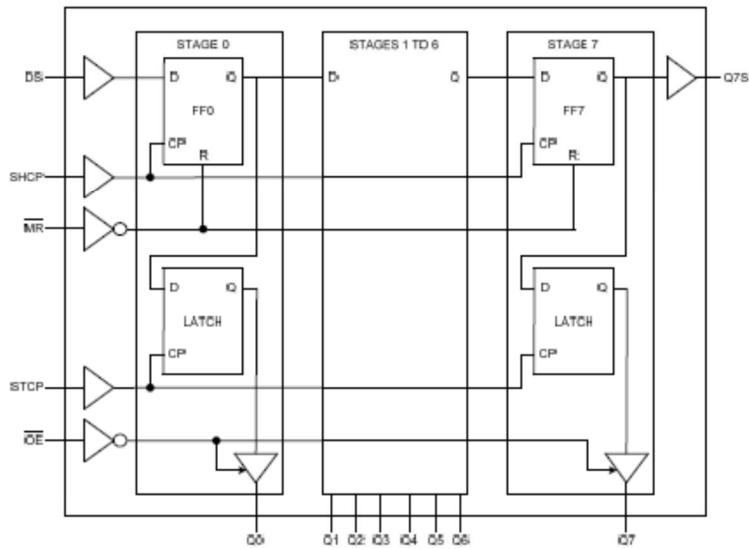 STAGE 0
STAGES 1 TO 6
STAGE 7
DS
D
Q
D
Q
D
Q
Q7S
FF0
FF7
CP
CP
R
R
SHCP
MR
D
Q
D
Q
LATCH
LATCH
CP
CP
STCP
OE
Q0
Q1
Q2
Q3
Q4
Q5
Q6
Q7